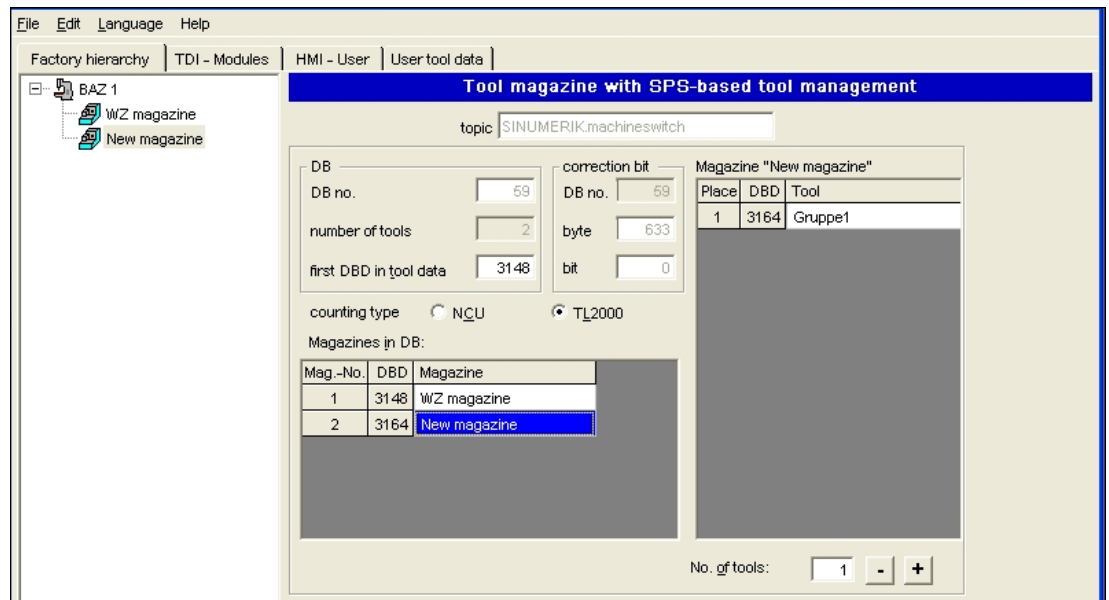 File Edit Language Help
Factory hierarchy TDI - Modules HMI - User User tool data
BAZ 1
WZ magazine
New magazine
Tool magazine with SPS-based tool management
topic SINUMERIK.machineswitch
DB
DB no. 59
number of tools 2
first DBD in tool data 3148
correction bit
DB no. 59
byte 633
bit 0
counting type NCU TL2000
Magazines in DB:
Mag.-No. DBD Magazine
1 3148 WZ magazine
2 3164 New magazine
Magazine "New magazine"
Place DBD Tool
1 3164 Gruppe1
No. of tools: 1 - +